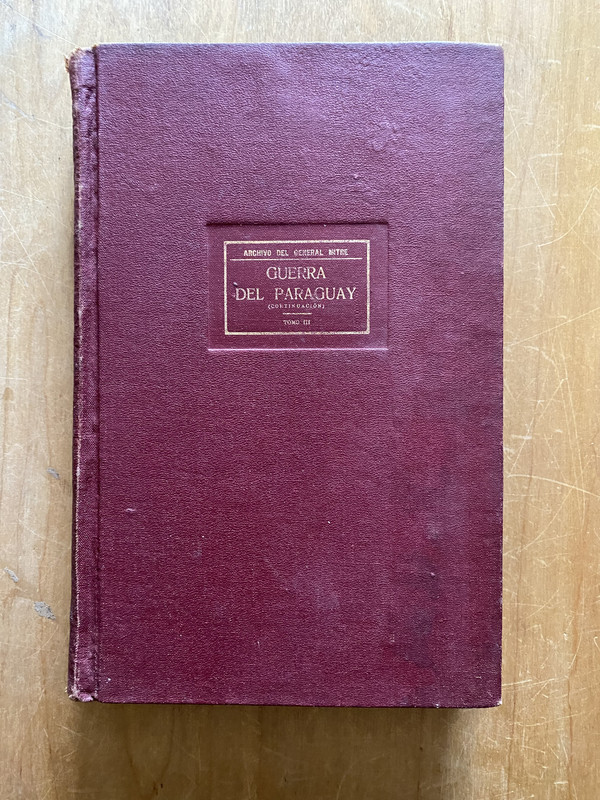 ARCHIVO DEL GENERAL MITRE
GUERRA
DEL PARAGUAY
(CONTINUACIÓN)
TOMO III